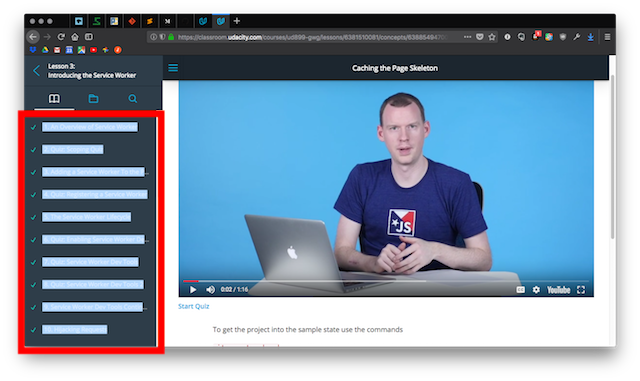 https://classroom.udacity.com/courses/ud899-gwg/lessons/6381510081/concepts/63885494
Lesson 3:
Introducing the Service Worker
Caching the Page Skeleton
1. An Overview of Service Worker
2. Quiz: Scoping Quiz
3. Adding a Service Worker To the P...
4. Quiz: Registering a Service Worker
5. The Service Worker Lifecycle
6. Quiz: Enabling Service Worker D...
7. Quiz: Service Worker Dev Tools
8. Quiz: Service Worker Dev Tools...
9. Service Worker Dev Tools Contin...
10. Hijacking Requests
JS
0:02 / 1:16
CC
YouTube
Start Quiz
To get the project into the sample state use the commands